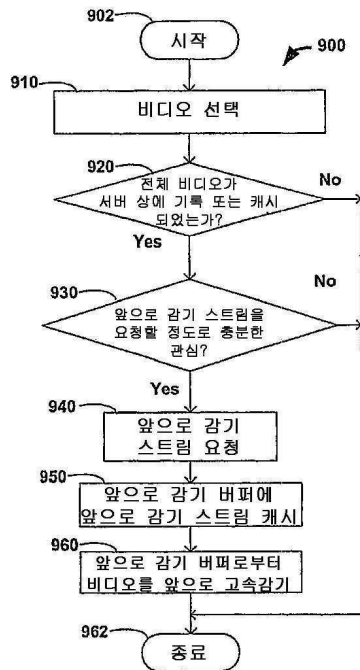 902
시작
900
910
비디오 선택
920
전체 비디오가
서버 상에 기록 또는 캐시
되었는가?
No
Yes
930
앞으로 감기 스트림을
요청할 정도로 충분한
관심?
No
Yes
940
앞으로 감기
스트림 요청
950
앞으로 감기 버퍼에
앞으로 감기 스트림 캐시
960
앞으로 감기 버퍼로부터
비디오를 앞으로 고속감기
962
종료